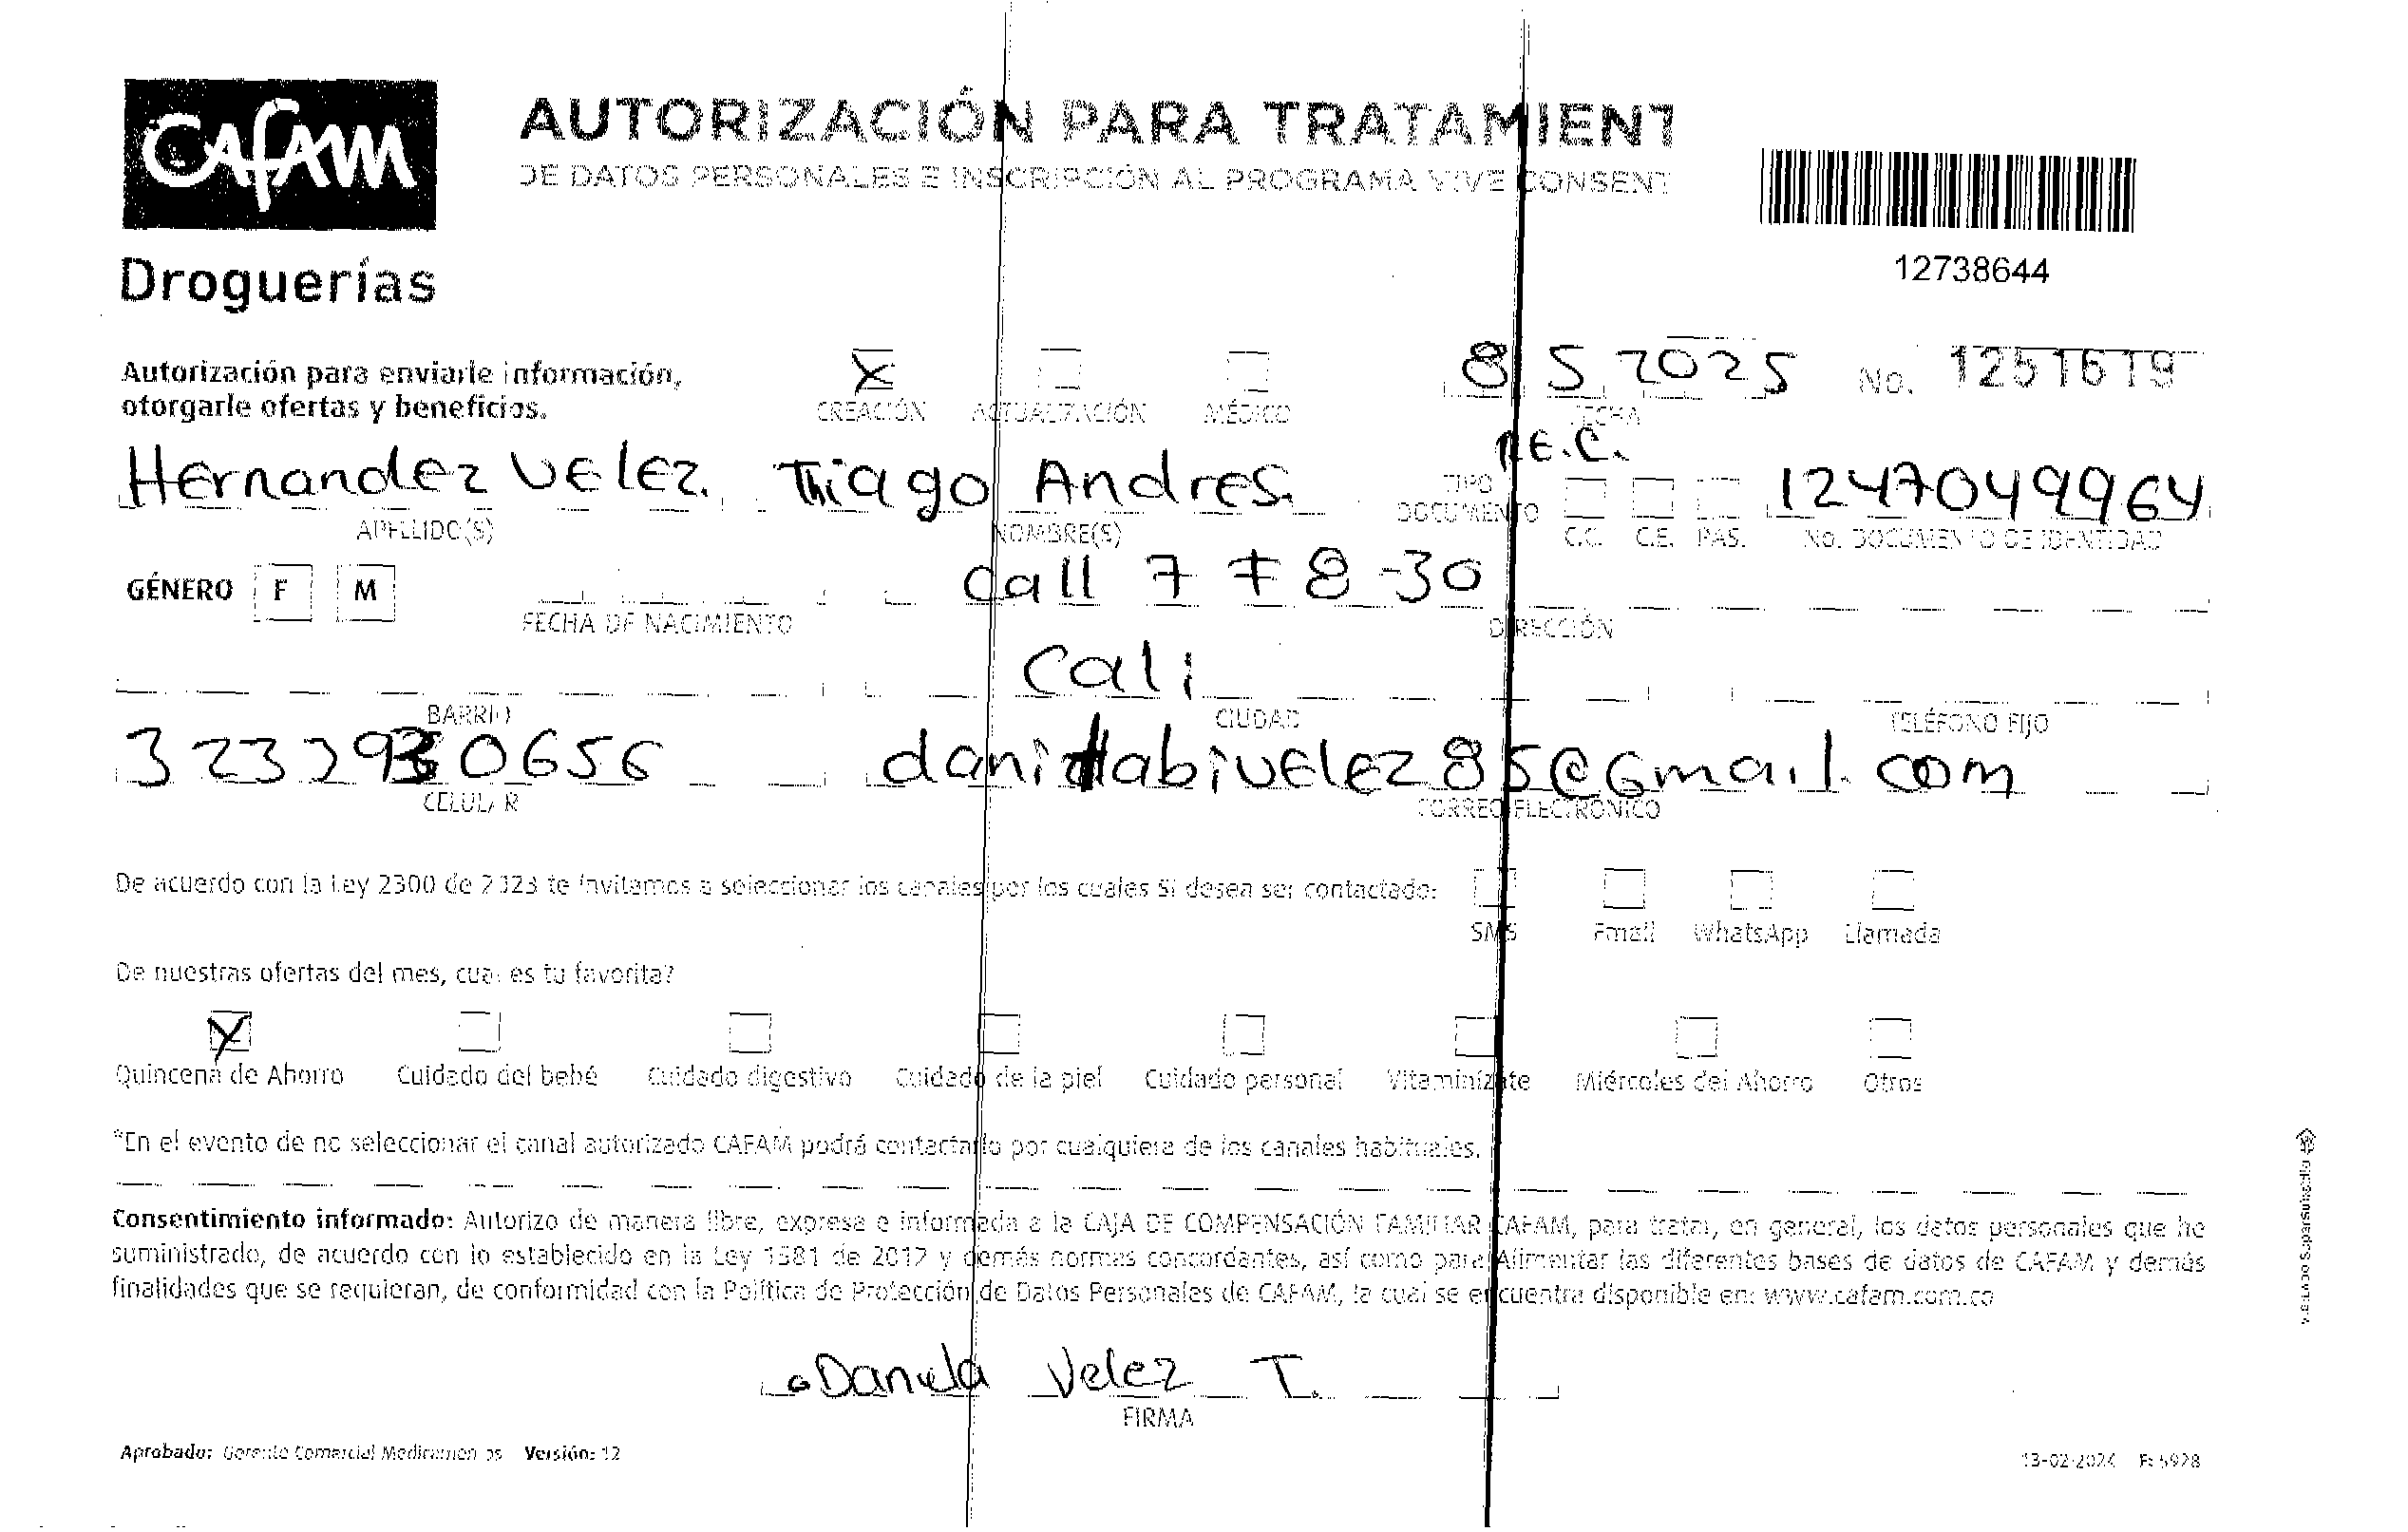 CAFAM
AUTORIZACIÓN PARA TRATAMIENT
DE DATOS PERSONALES E INSCRIPCIÓN AL PROGRAMA VIVE CONSENT
12738644
Droguerías
Autorización para enviarle información,
otorgarle ofertas y beneficios.
X
CREACIÓN ACTUALIZACIÓN MÉDICO
8 5 2025
FECHA
No. 1251619
Hernandez Velez. Thiago Andres.
APELLIDO(S) NOMBRE(S)
TIPO DOCUMENTO
C.C. C.E. PAS.
1247049964
No. DOCUMENTO DE IDENTIDAD
GÉNERO F M
FECHA DE NACIMIENTO
call 7 # 8-30
DIRECCIÓN
Cali
BARRIO CIUDAD TELÉFONO FIJO
CELULAR
CORREO ELECTRÓNICO
De acuerdo con la Ley 2300 de 2023 te invitamos a seleccionar los canales por los cuales SI desea ser contactado:
SMS Email WhatsApp Llamada
De nuestras ofertas del mes, cual es tu favorita?
X
Quincena de Ahorro Cuidado del bebé Cuidado digestivo Cuidado de la piel Cuidado personal Vitaminízate Miércoles del Ahorro Otros
*En el evento de no seleccionar el canal autorizado CAFAM podrá contactarlo por cualquiera de los canales habituales.
Consentimiento informado: Autorizo de manera libre, expresa e informada a la CAJA DE COMPENSACIÓN FAMILIAR CAFAM, para tratar, en general, los datos personales que he
suministrado, de acuerdo con lo establecido en la Ley 1581 de 2012 y demás normas concordantes, así como para Alimentar las diferentes bases de datos de CAFAM y demás
finalidades que se requieran, de conformidad con la Política de Protección de Datos Personales de CAFAM, la cual se encuentra disponible en: www.cafam.com.co
Daniela Velez T.
FIRMA
Aprobado: Gerente Comercial Medicamentos Versión: 12
13-02-2024